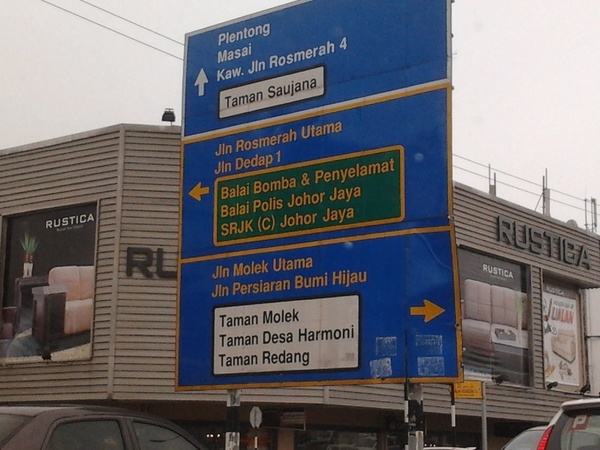 Plentong
Masai
Kaw. Jln Rosmerah 4
Taman Saujana
Jln Rosmerah Utama
Jln Dedap 1
Balai Bomba & Penyelamat
Balai Polis Johor Jaya
SRJK (C) Johor Jaya
Jln Molek Utama
Jln Persiaran Bumi Hijau
Taman Molek
Taman Desa Harmoni
Taman Redang
RUSTICA
RU
RUSTICA
RUSTICA